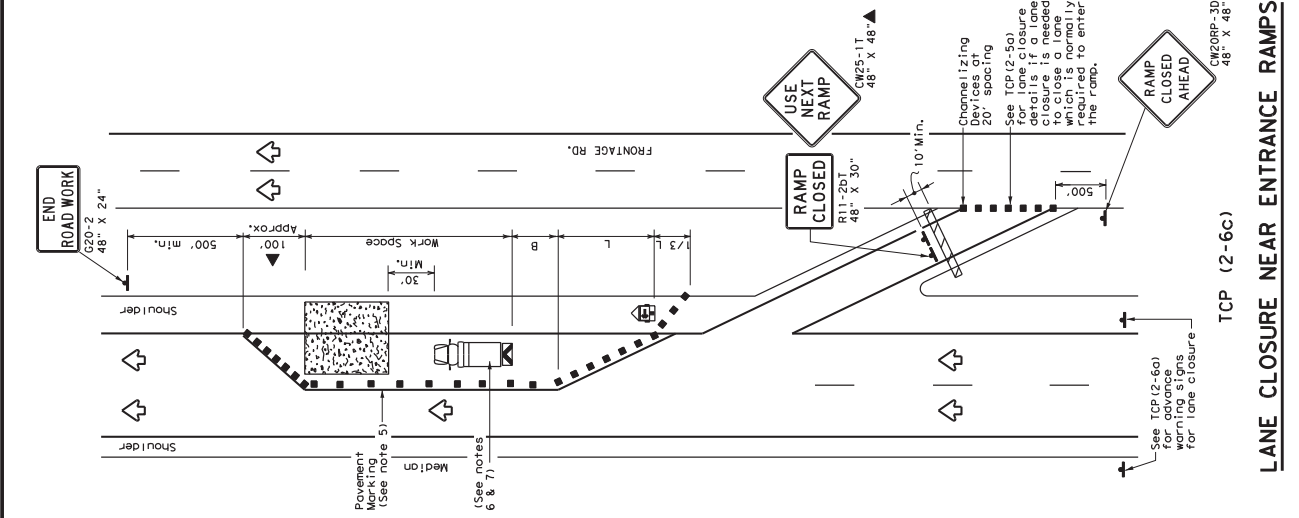 END
ROAD WORK
G20-2
48" X 24"
Shoulder
500' min.
100'
Approx.
Work Space
30'
Min.
B
L
1/3 L
FRONTAGE RD.
Shoulder
Median
Pavement
Marking
(See note 5)
(See notes
6 & 7)
USE
NEXT
RAMP
CW25-1T
48" X 48"
RAMP
CLOSED
R11-2bT
48" X 30"
10' Min.
Channelizing
Devices at
20' spacing
See TCP(2-5a)
for lane closure
details if a lane
closure is needed
to close a lane
which is normally
required to enter
the ramp.
500'
RAMP
CLOSED
AHEAD
CW20RP-3D
48" X 48"
See TCP(2-6a)
for advance
warning signs
for lane closure
TCP (2-6c)
LANE CLOSURE NEAR ENTRANCE RAMPS